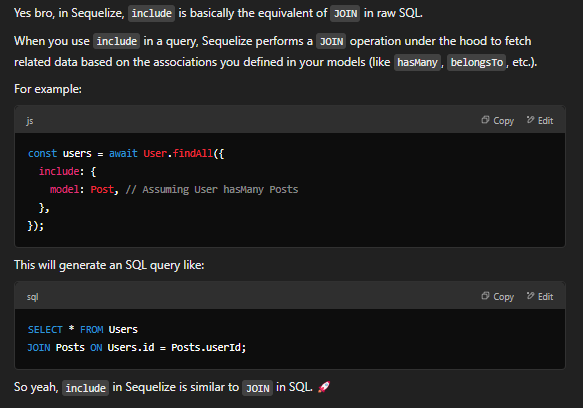 Yes bro, in Sequelize, include is basically the equivalent of JOIN in raw SQL.
When you use include in a query, Sequelize performs a JOIN operation under the hood to fetch
related data based on the associations you defined in your models (like hasMany, belongsTo, etc.).
For example:
js Copy Edit
const users = await User.findAll({
  include: {
    model: Post, // Assuming User hasMany Posts
  },
});
This will generate an SQL query like:
sql Copy Edit
SELECT * FROM Users
JOIN Posts ON Users.id = Posts.userId;
So yeah, include in Sequelize is similar to JOIN in SQL. 🚀